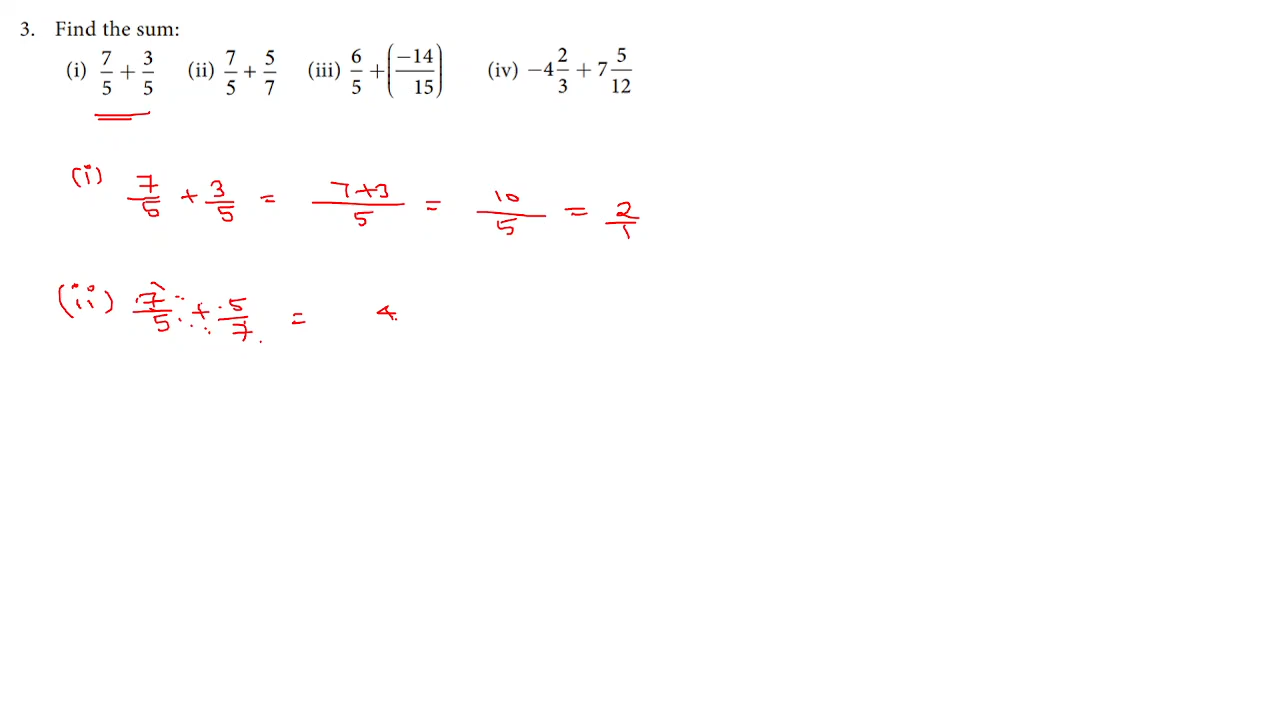 3. Find the sum:
(i) 7/5 + 3/5 (ii) 7/5 + 5/7 (iii) 6/5 + (−14/15) (iv) −4 2/3 + 7 5/12
(i) 7/5 + 3/5 = 7+3/5 = 10/5 = 2/1
(ii) 7/5 + 5/7 = 4